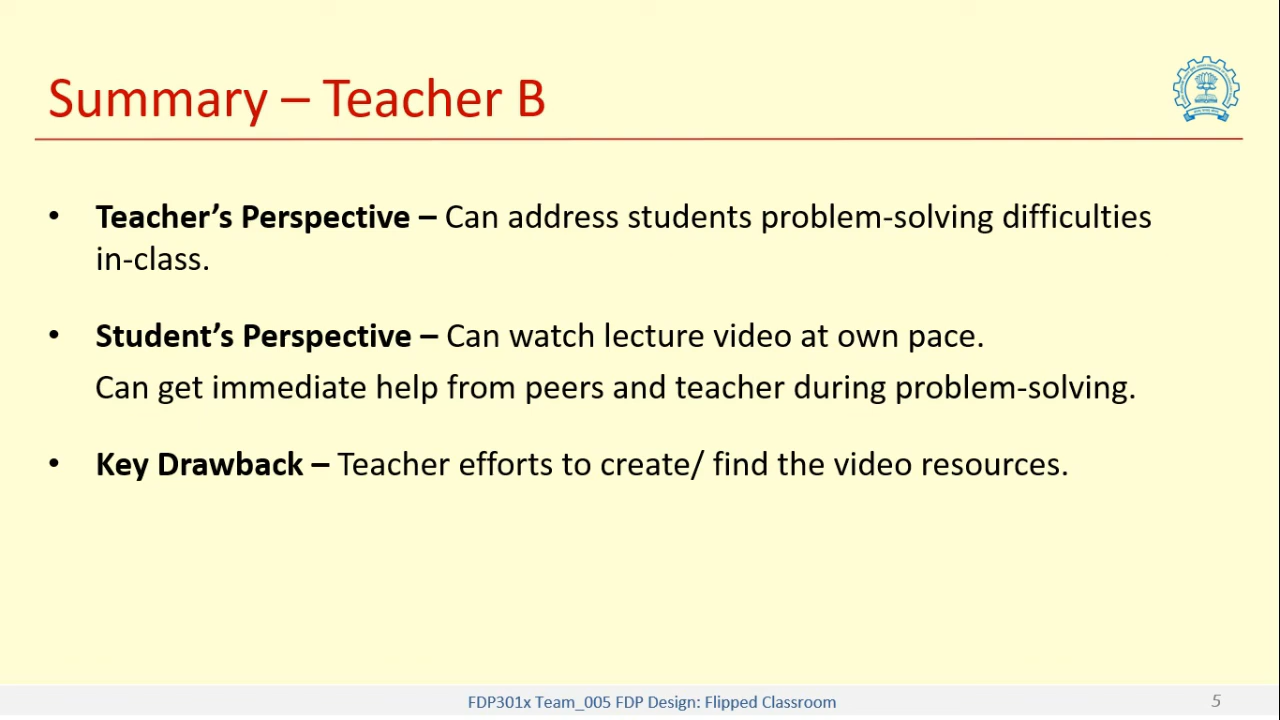 Summary – Teacher B
• Teacher’s Perspective – Can address students problem-solving difficulties
in-class.
• Student’s Perspective – Can watch lecture video at own pace.
Can get immediate help from peers and teacher during problem-solving.
• Key Drawback – Teacher efforts to create/ find the video resources.
FDP301x Team_005 FDP Design: Flipped Classroom
5